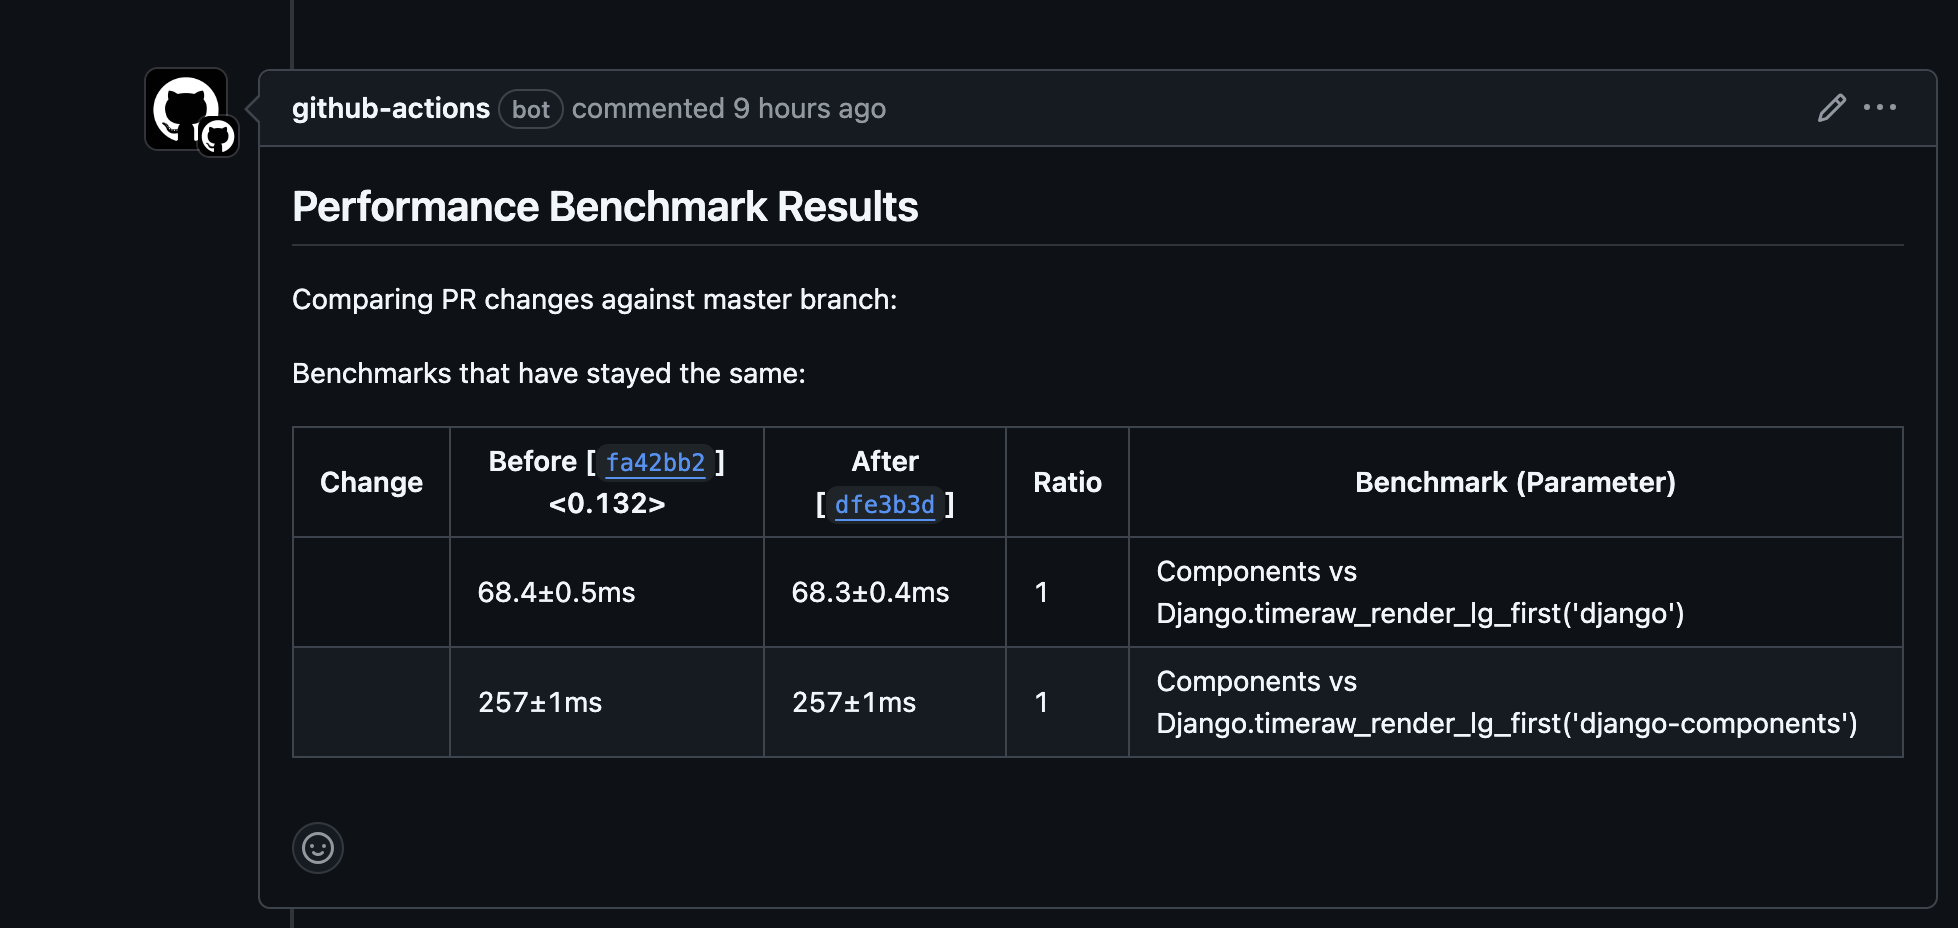 github-actions bot commented 9 hours ago
Performance Benchmark Results
Comparing PR changes against master branch:
Benchmarks that have stayed the same:
Change
Before [ fa42bb2 ]
<0.132>
After
[ dfe3b3d ]
Ratio
Benchmark (Parameter)
68.4±0.5ms
68.3±0.4ms
1
Components vs
Django.timeraw_render_lg_first('django')
257±1ms
257±1ms
1
Components vs
Django.timeraw_render_lg_first('django-components')